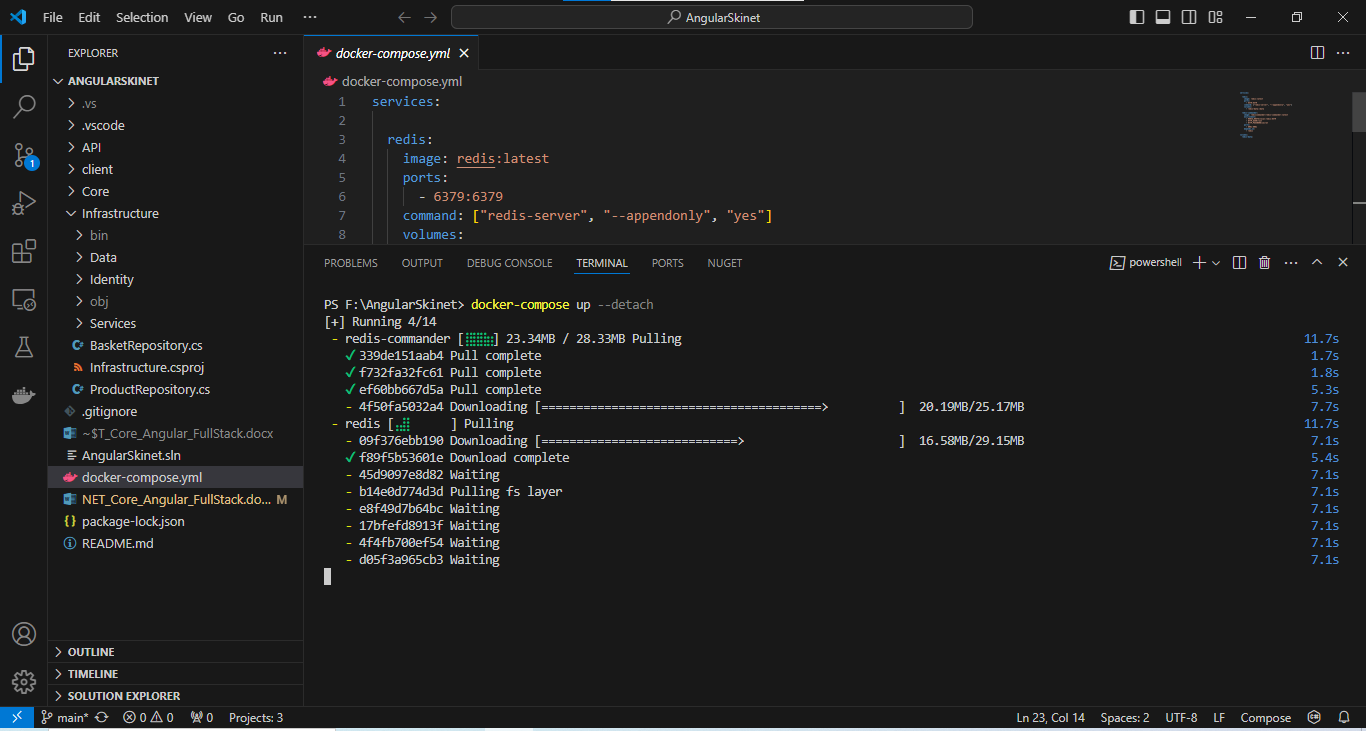 File Edit Selection View Go Run ··· AngularSkinet
EXPLORER
ANGULARSKINET
.vs
.vscode
API
client
Core
Infrastructure
bin
Data
Identity
obj
Services
BasketRepository.cs
Infrastructure.csproj
ProductRepository.cs
.gitignore
~$T_Core_Angular_FullStack.docx
AngularSkinet.sln
docker-compose.yml
NET_Core_Angular_FullStack.do... M
package-lock.json
README.md
OUTLINE
TIMELINE
SOLUTION EXPLORER
1
docker-compose.yml
docker-compose.yml
1 services:
2
3 redis:
4 image: redis:latest
5 ports:
6 - 6379:6379
7 command: ["redis-server", "--appendonly", "yes"]
8 volumes:
PROBLEMS OUTPUT DEBUG CONSOLE TERMINAL PORTS NUGET powershell
PS F:\AngularSkinet> docker-compose up --detach
[+] Running 4/14
- redis-commander [⣿⣿⣿⣿] 23.34MB / 28.33MB Pulling 11.7s
✓ 339de151aab4 Pull complete 1.7s
✓ f732fa32fc61 Pull complete 1.8s
✓ ef60bb667d5a Pull complete 5.3s
- 4f50fa5032a4 Downloading [========================================> ] 20.19MB/25.17MB 7.7s
- redis [⣠⣿ ] Pulling 11.7s
- 09f376ebb190 Downloading [============================> ] 16.58MB/29.15MB 7.1s
✓ f89f5b53601e Download complete 5.4s
- 45d9097e8d82 Waiting 7.1s
- b14e0d774d3d Pulling fs layer 7.1s
- e8f49d7b64bc Waiting 7.1s
- 17bfefd8913f Waiting 7.1s
- 4f4fb700ef54 Waiting 7.1s
- d05f3a965cb3 Waiting 7.1s
main* 0 0 0 Projects: 3 Ln 23, Col 14 Spaces: 2 UTF-8 LF Compose